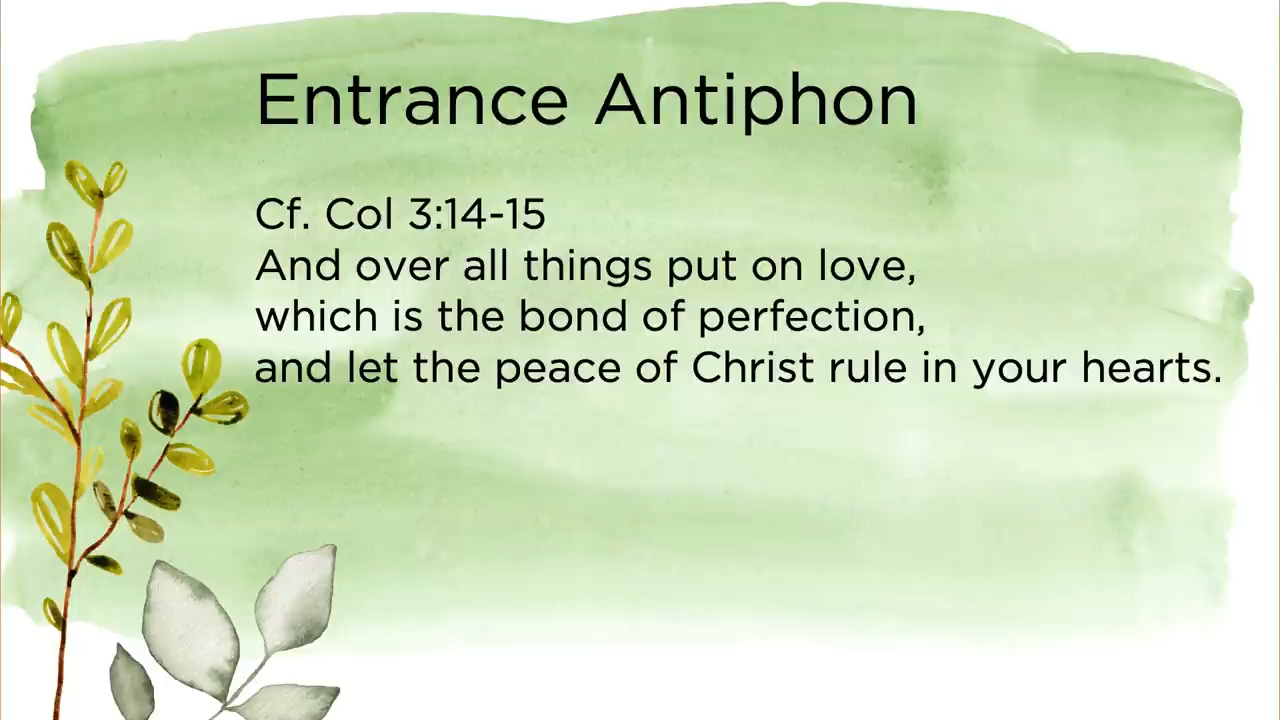 Entrance Antiphon
Cf. Col 3:14-15
And over all things put on love,
which is the bond of perfection,
and let the peace of Christ rule in your hearts.